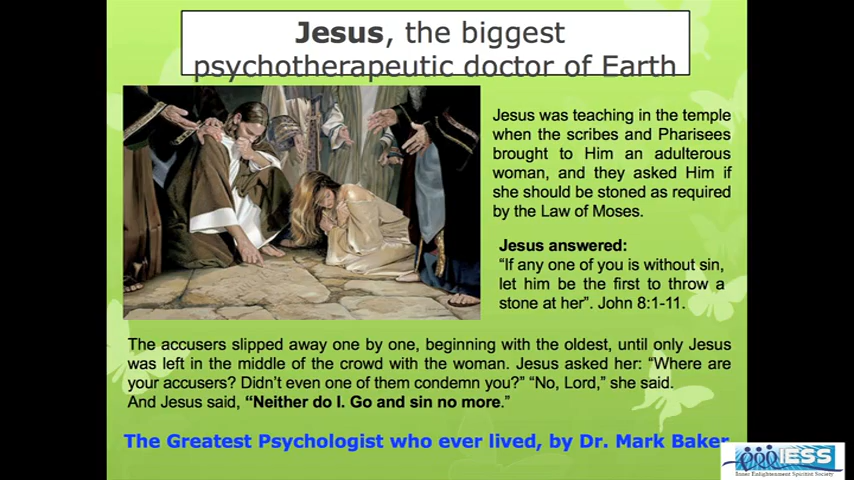 Jesus, the biggest
psychotherapeutic doctor of Earth
Jesus was teaching in the temple
when the scribes and Pharisees
brought to Him an adulterous
woman, and they asked Him if
she should be stoned as required
by the Law of Moses.
Jesus answered:
“If any one of you is without sin,
let him be the first to throw a
stone at her”. John 8:1-11.
The accusers slipped away one by one, beginning with the oldest, until only Jesus
was left in the middle of the crowd with the woman. Jesus asked her: “Where are
your accusers? Didn’t even one of them condemn you?” “No, Lord,” she said.
And Jesus said, “Neither do I. Go and sin no more.”
The Greatest Psychologist who ever lived, by Dr. Mark Baker
IESS
Inner Enlightenment Spiritist Society